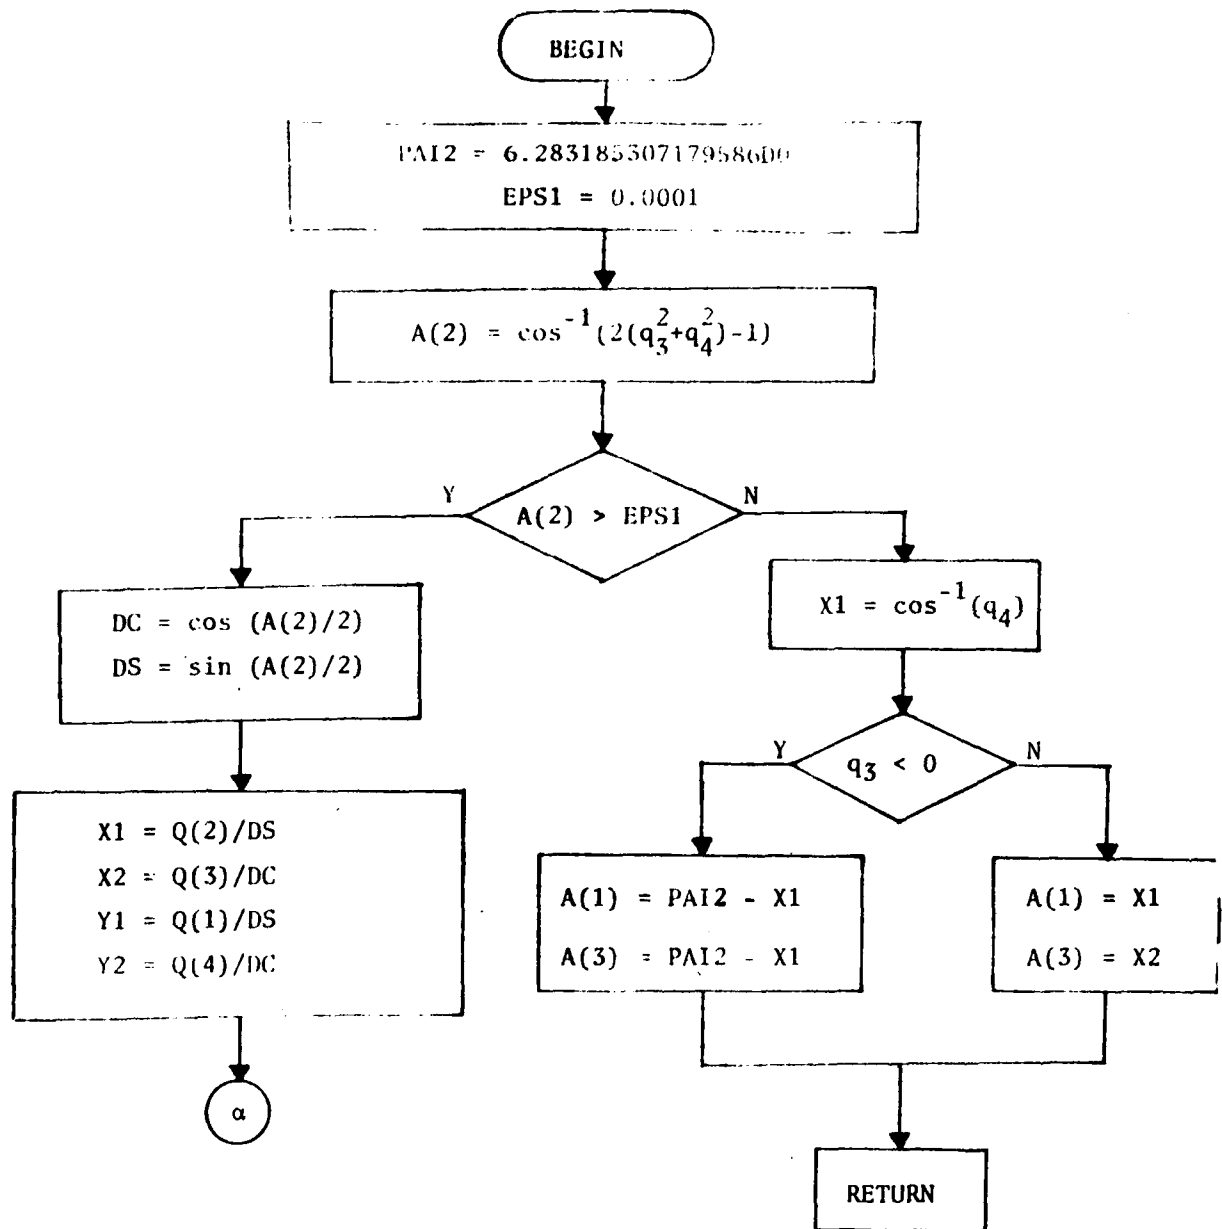 BEGIN
PAI2 = 6.283185307179586D0
EPS1 = 0.0001
A(2) = cos⁻¹(2(q₃²+q₄²)-1)
Y
A(2) > EPS1
N
DC = cos (A(2)/2)
DS = sin (A(2)/2)
X1 = cos⁻¹(q₄)
X1 = Q(2)/DS
X2 = Q(3)/DC
Y1 = Q(1)/DS
Y2 = Q(4)/DC
Y
q₃ < 0
N
A(1) = PAI2 - X1
A(3) = PAI2 - X1
A(1) = X1
A(3) = X2
α
RETURN